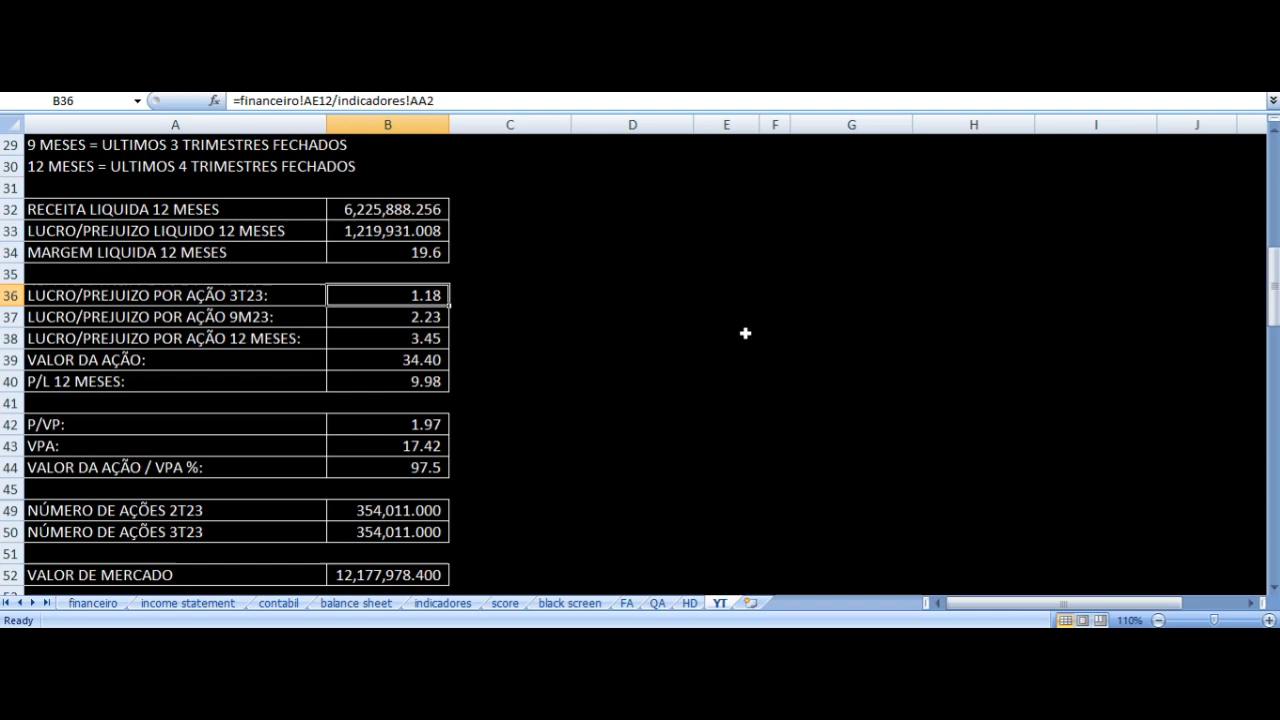 B36 fx =financeiro!AE12/indicadores!AA2
A B C D E F G H I J
29 9 MESES = ULTIMOS 3 TRIMESTRES FECHADOS
30 12 MESES = ULTIMOS 4 TRIMESTRES FECHADOS
31
32 RECEITA LIQUIDA 12 MESES 6,225,888.256
33 LUCRO/PREJUIZO LIQUIDO 12 MESES 1,219,931.008
34 MARGEM LIQUIDA 12 MESES 19.6
35
36 LUCRO/PREJUIZO POR AÇÃO 3T23: 1.18
37 LUCRO/PREJUIZO POR AÇÃO 9M23: 2.23
38 LUCRO/PREJUIZO POR AÇÃO 12 MESES: 3.45
39 VALOR DA AÇÃO: 34.40
40 P/L 12 MESES: 9.98
41
42 P/VP: 1.97
43 VPA: 17.42
44 VALOR DA AÇÃO / VPA %: 97.5
45
49 NÚMERO DE AÇÕES 2T23 354,011.000
50 NÚMERO DE AÇÕES 3T23 354,011.000
51
52 VALOR DE MERCADO 12,177,978.400
financeiro income statement contabil balance sheet indicadores score black screen FA QA HD YT
Ready 110%